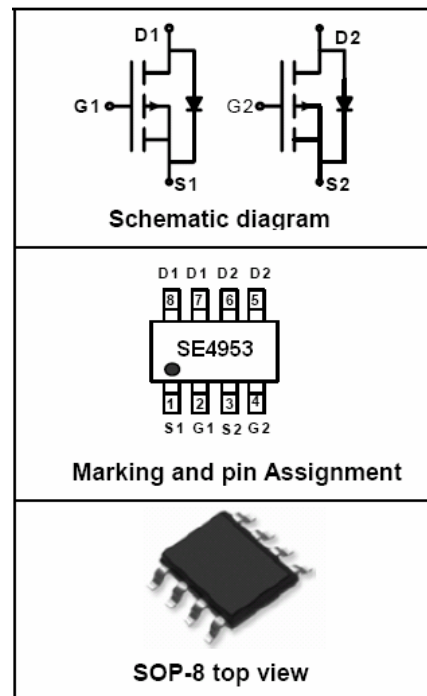 D1 D2
G1 G2
S1 S2
Schematic diagram
D1 D1 D2 D2
8 7 6 5
SE4953
1 2 3 4
S1 G1 S2 G2
Marking and pin Assignment
SOP-8 top view